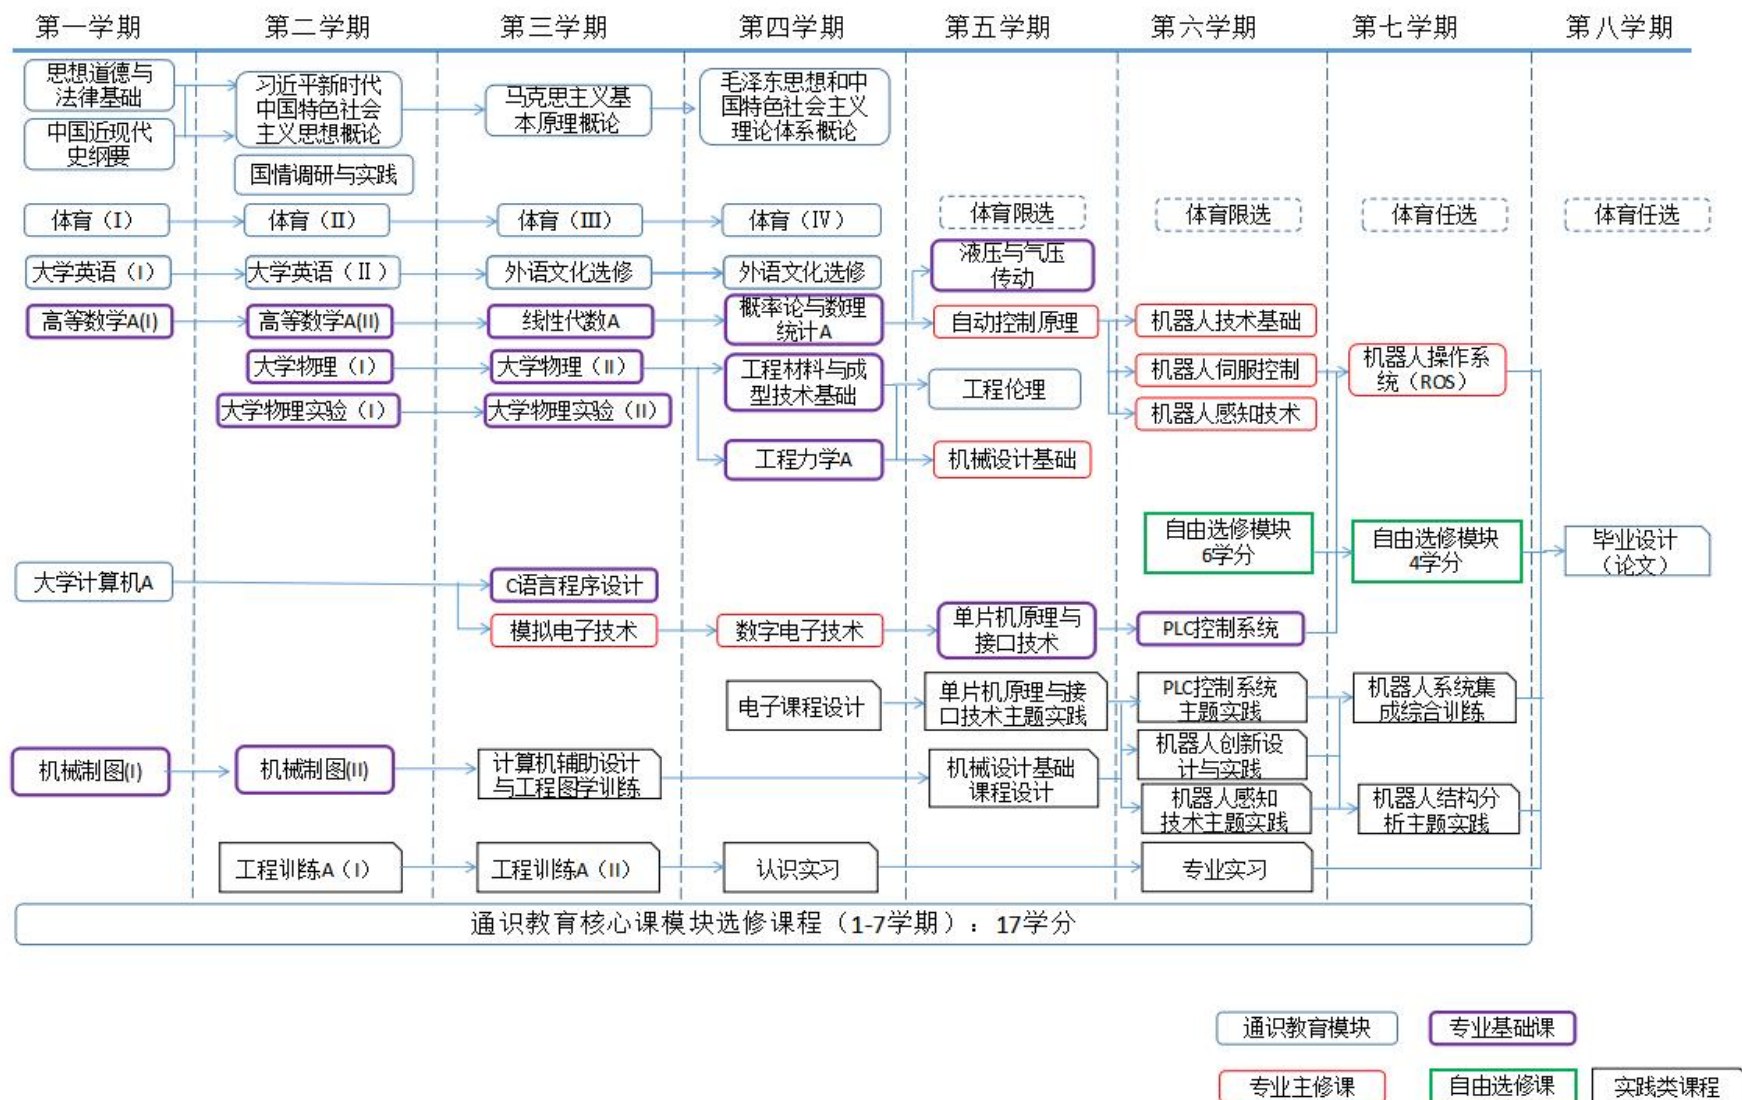 第一学期
第二学期
第三学期
第四学期
第五学期
第六学期
第七学期
第八学期
思想道德与
法律基础
中国近现代
史纲要
习近平新时代
中国特色社会
主义思想概论
马克思主义基
本原理概论
毛泽东思想和中
国特色社会主义
理论体系概论
国情调研与实践
体育（I）
体育（II）
体育（III）
体育（IV）
体育限选
体育限选
体育任选
体育任选
大学英语（I）
大学英语（II）
外语文化选修
外语文化选修
液压与气压
传动
高等数学A(I)
高等数学A(II)
线性代数A
概率论与数理
统计A
自动控制原理
机器人技术基础
大学物理（I）
大学物理（II）
工程材料与成
型技术基础
工程伦理
机器人伺服控制
机器人操作系
统（ROS）
大学物理实验（I）
大学物理实验（II）
机器人感知技术
工程力学A
机械设计基础
自由选修模块
6学分
自由选修模块
4学分
毕业设计
（论文）
大学计算机A
C语言程序设计
模拟电子技术
数字电子技术
单片机原理与
接口技术
PLC控制系统
电子课程设计
单片机原理与接
口技术主题实践
PLC控制系统
主题实践
机器人系统集
成综合训练
机械制图(I)
机械制图(II)
计算机辅助设计
与工程图学训练
机械设计基础
课程设计
机器人创新设
计与实践
机器人感知
技术主题实践
机器人结构分
析主题实践
工程训练A（I）
工程训练A（II）
认识实习
专业实习
通识教育核心课模块选修课程（1-7学期）：17学分
通识教育模块
专业基础课
专业主修课
自由选修课
实践类课程